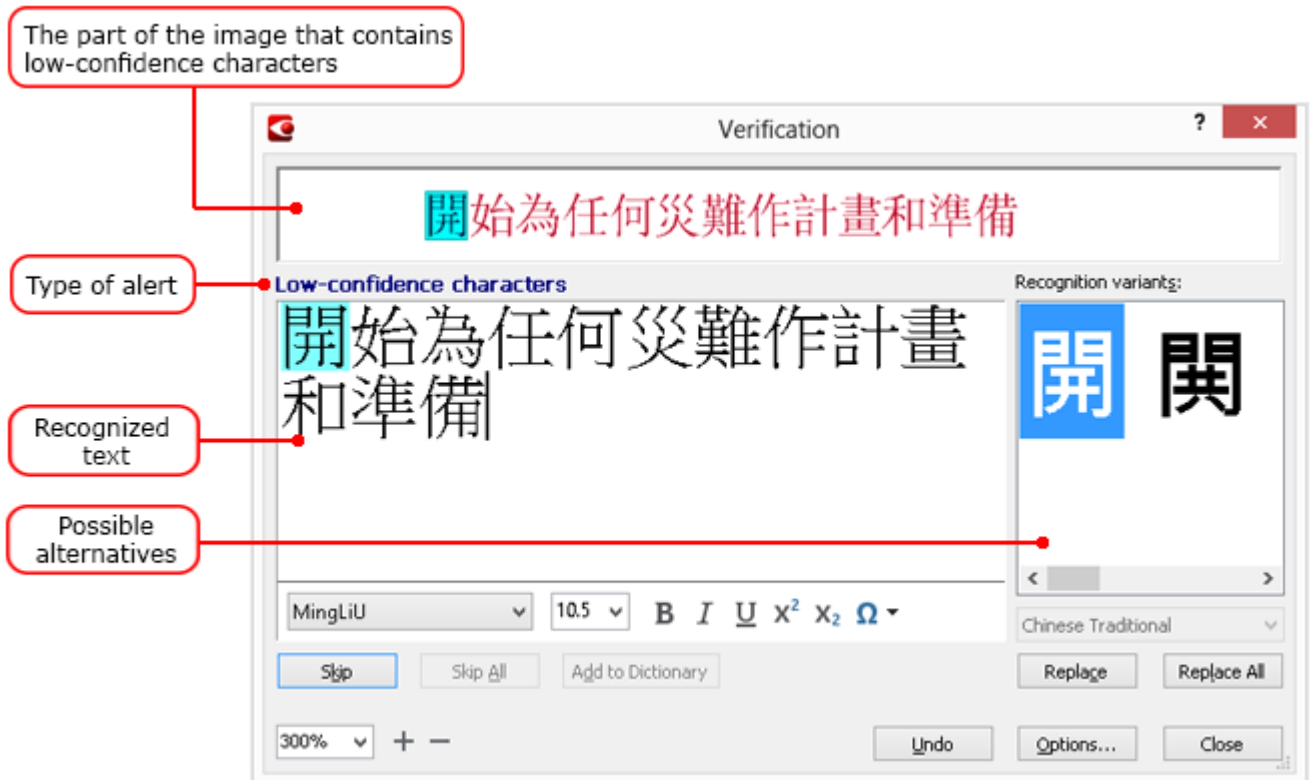 The part of the image that contains
low-confidence characters
Verification
?
×
開始為任何災難作計畫和準備
Type of alert
Low-confidence characters
Recognition variants:
開始為任何災難作計畫
和準備
開
Recognized
text
Possible
alternatives
MingLiU
10.5
B I U X² X₂ Ω
Chinese Traditional
Skip
Skip All
Add to Dictionary
Replace
Replace All
300%
+ −
Undo
Options...
Close